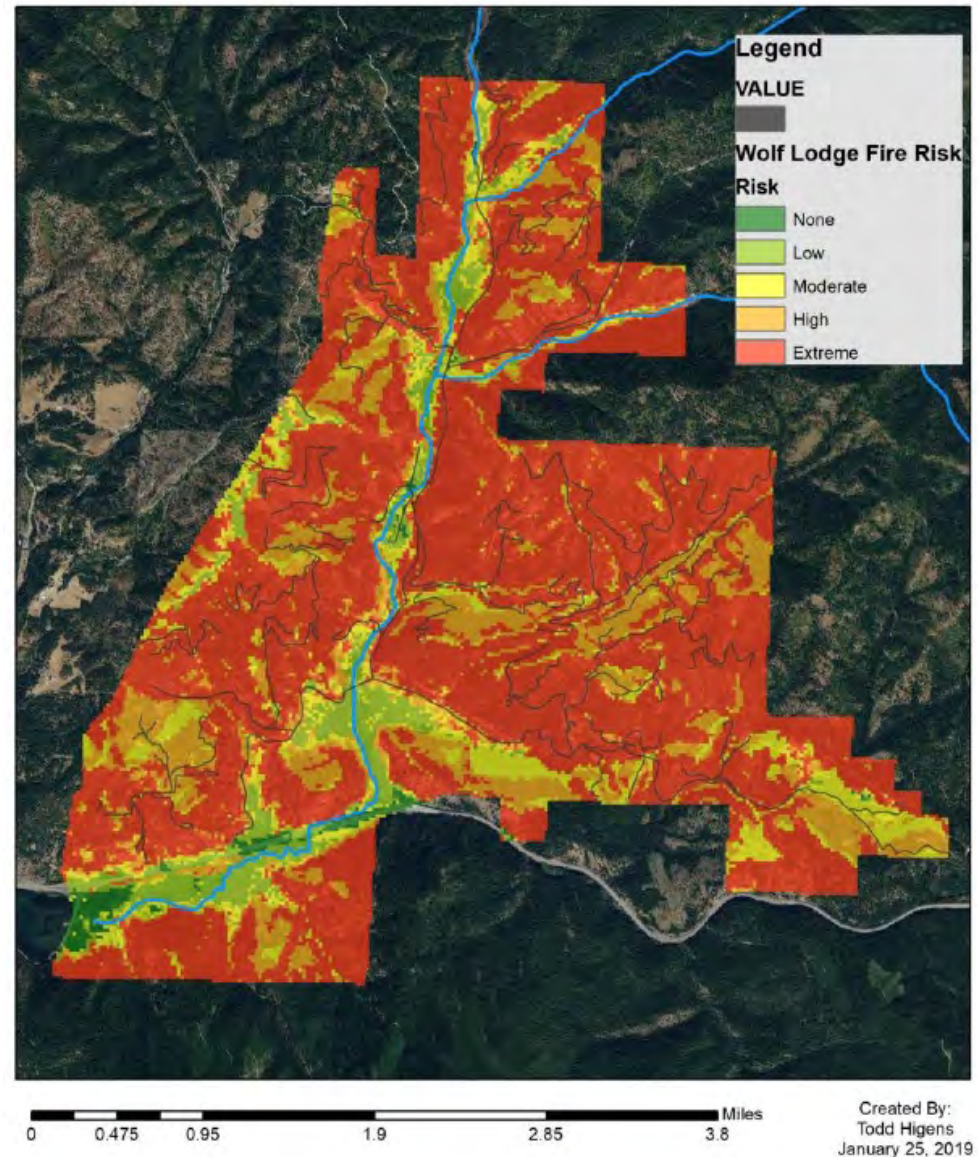 Legend
VALUE
Wolf Lodge Fire Risk
Risk
None
Low
Moderate
High
Extreme
Miles
0 0.475 0.95 1.9 2.85 3.8
Created By:
Todd Higens
January 25, 2019